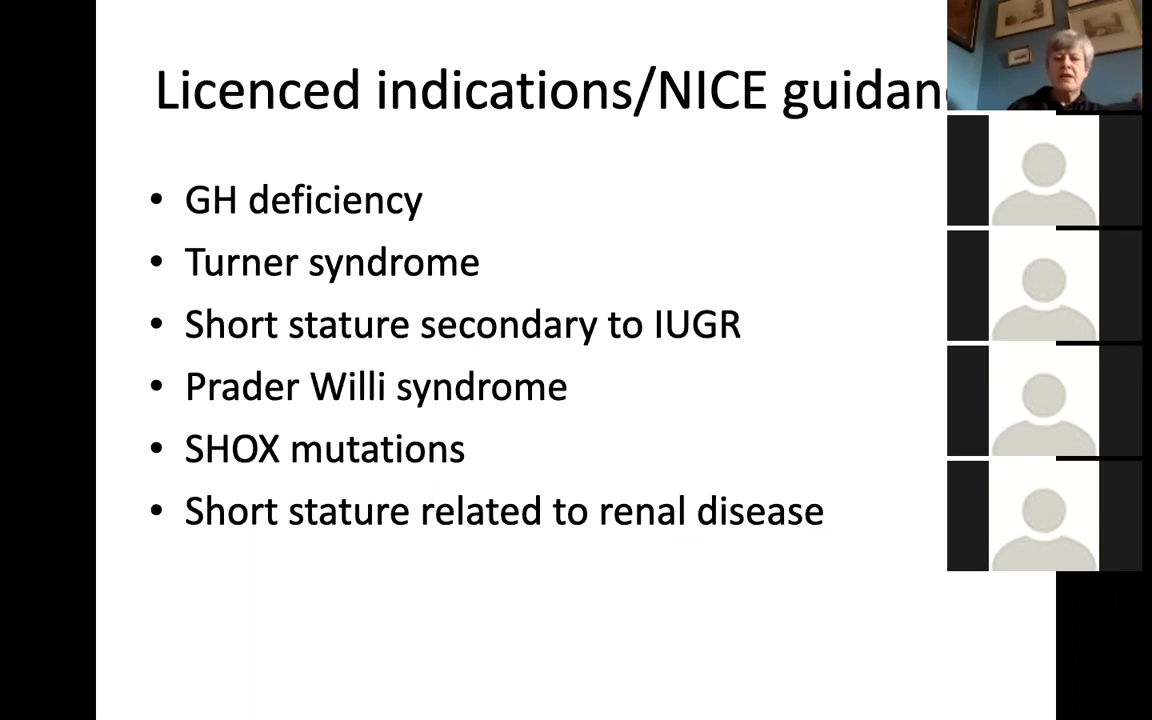 Licenced indications/NICE
• GH deficiency
• Turner syndrome
• Short stature secondary to IUGR
• Prader Willi syndrome
• SHOX mutations
• Short stature related to renal disease